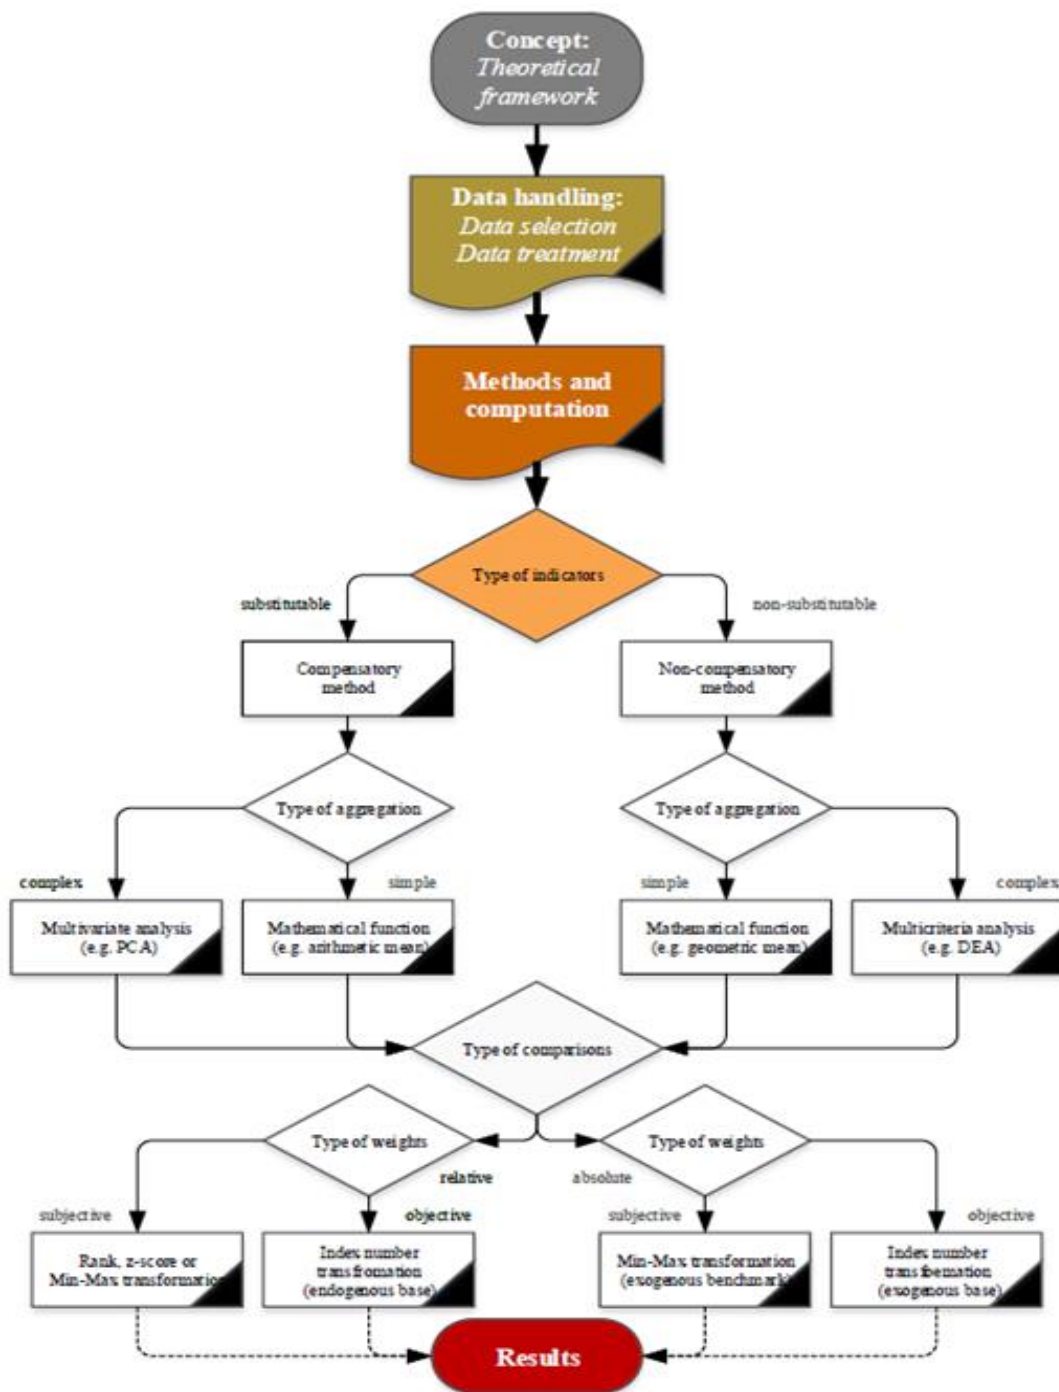 Concept:
Theoretical
framework
Data handling:
Data selection
Data treatment
Methods and
computation
Type of indicators
substitutable
non-substitutable
Compensatory
method
Non-compensatory
method
Type of aggregation
Type of aggregation
complex
simple
simple
complex
Multivariate analysis
(e.g. PCA)
Mathematical function
(e.g. arithmetic mean)
Mathematical function
(e.g. geometric mean)
Multicriteria analysis
(e.g. DEA)
Type of comparisons
Type of weights
Type of weights
relative
absolute
subjective
objective
subjective
objective
Rank, z-score or
Min-Max transformation
Index number
transfromation
(endogenous base)
Min-Max transformation
(exogenous benchmark)
Index number
transfbemation
(exogenous base)
Results